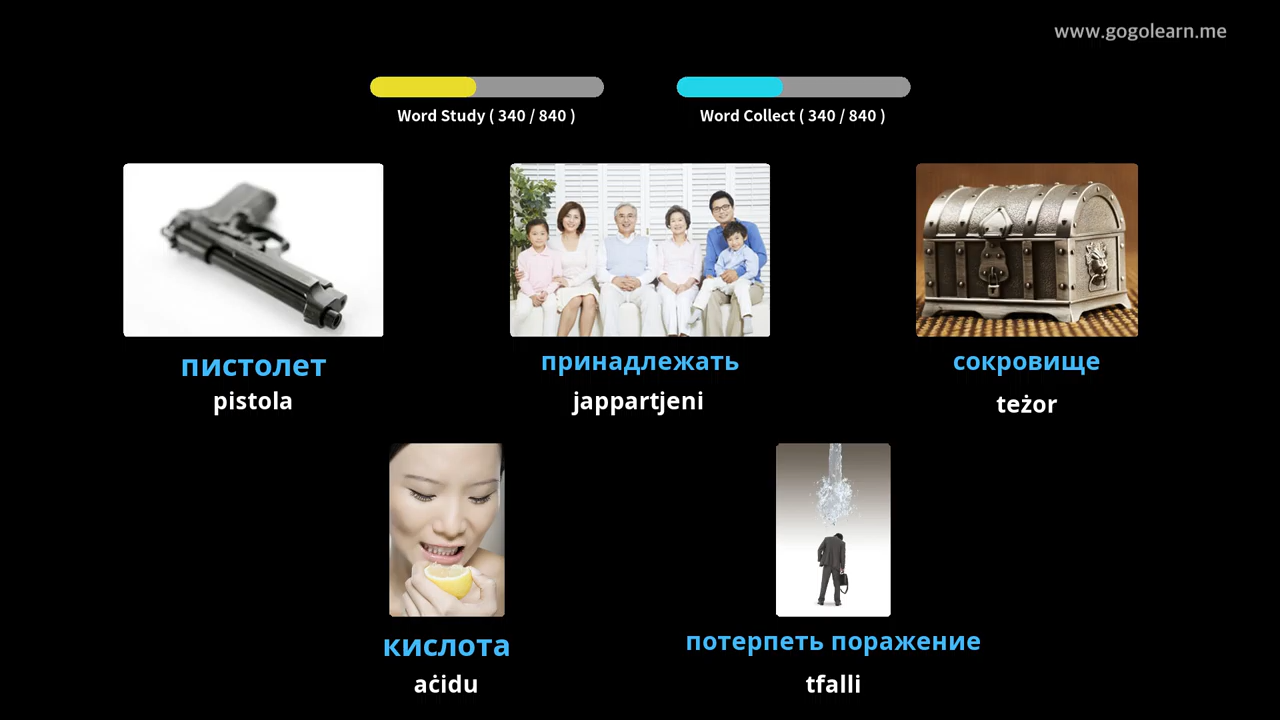 www.gogolearn.me
Word Study ( 340 / 840 )
Word Collect ( 340 / 840 )
пистолет
pistola
принадлежать
jappartjeni
сокровище
teżor
кислота
aċidu
потерпеть поражение
tfalli